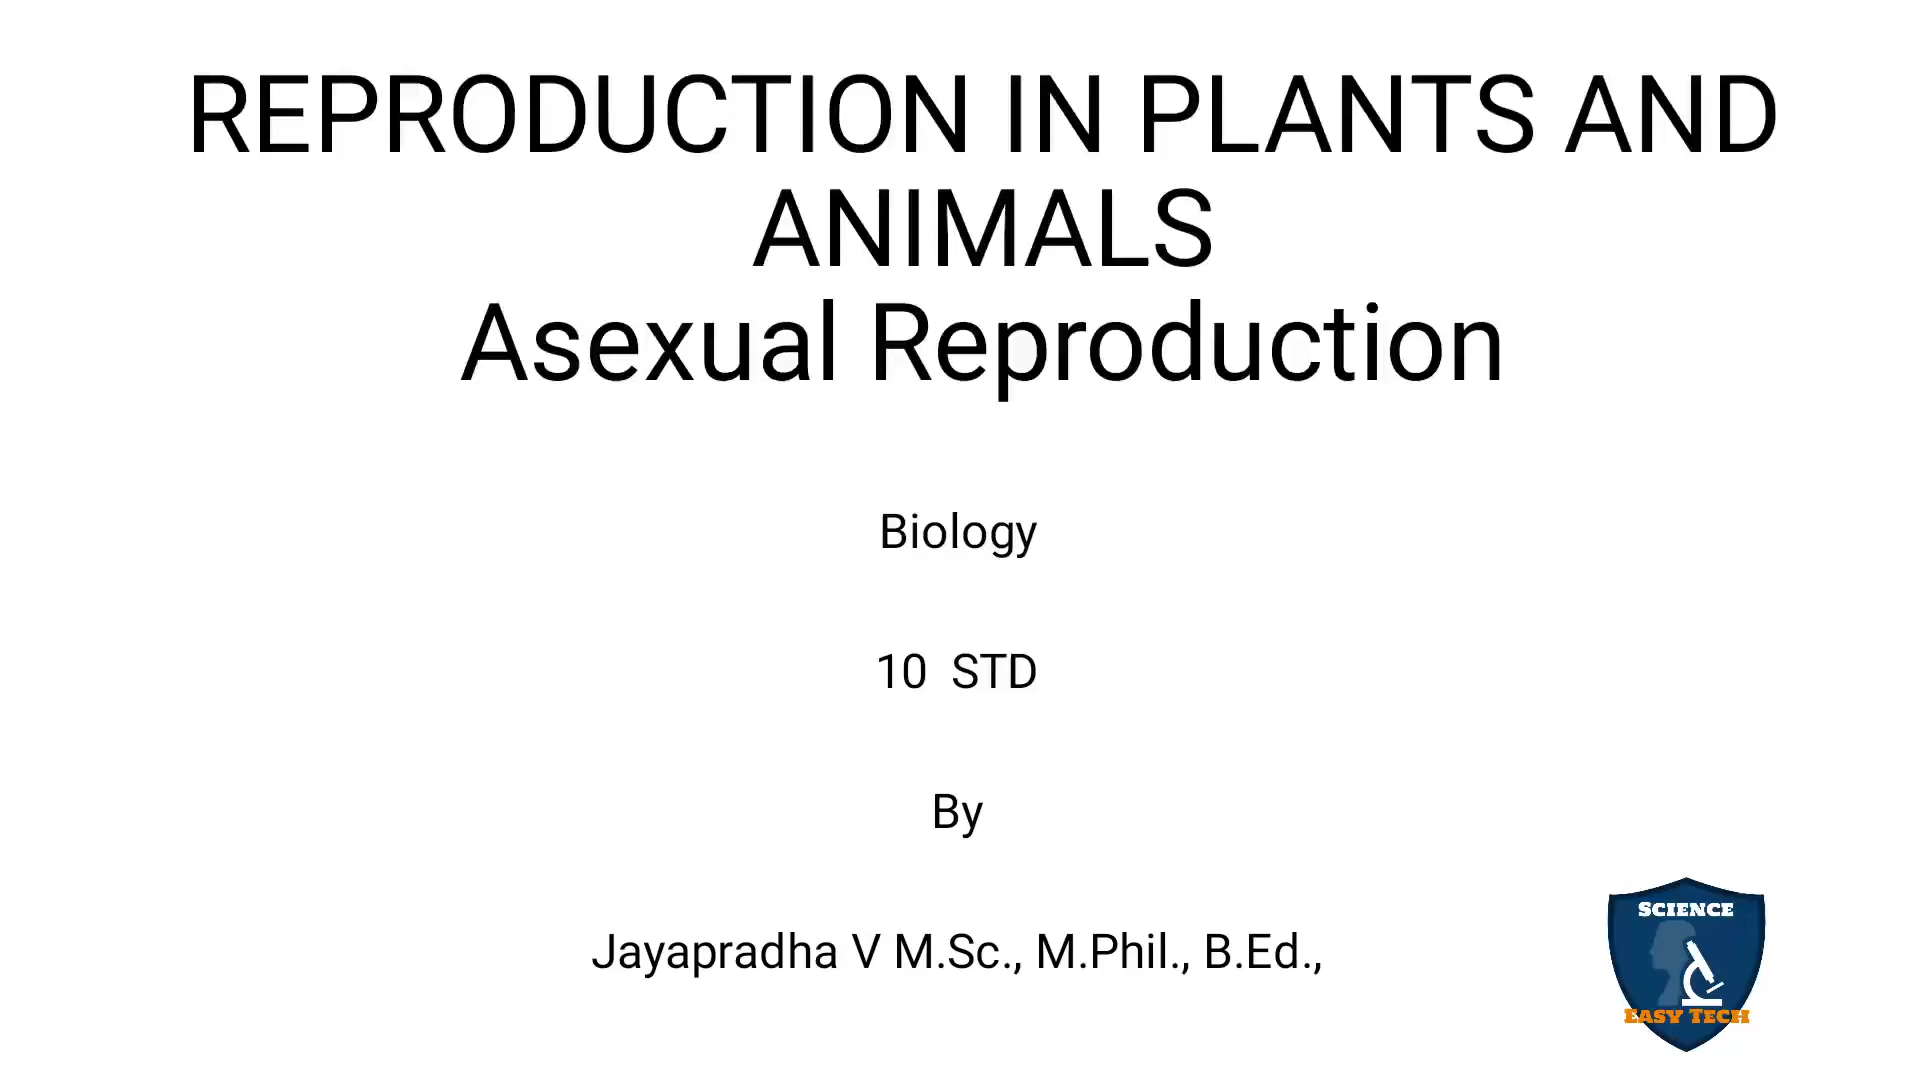 REPRODUCTION IN PLANTS AND
ANIMALS
Asexual Reproduction
Biology
10 STD
By
Jayapradha V M.Sc., M.Phil., B.Ed.,
SCIENCE
EASY TECH